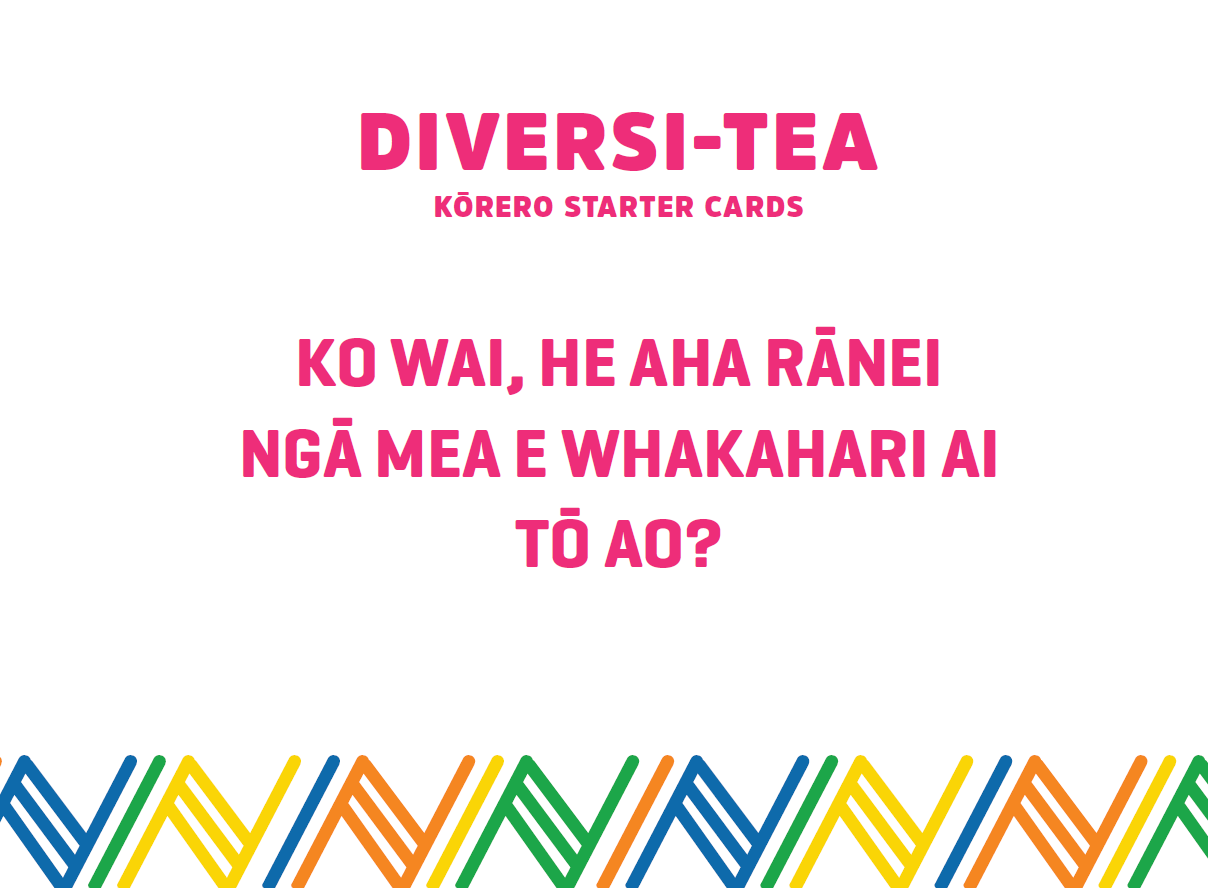 DIVERSI-TEA
KŌRERO STARTER CARDS
KO WAI, HE AHA RĀNEI
NGĀ MEA E WHAKAHARI AI
TŌ AO?